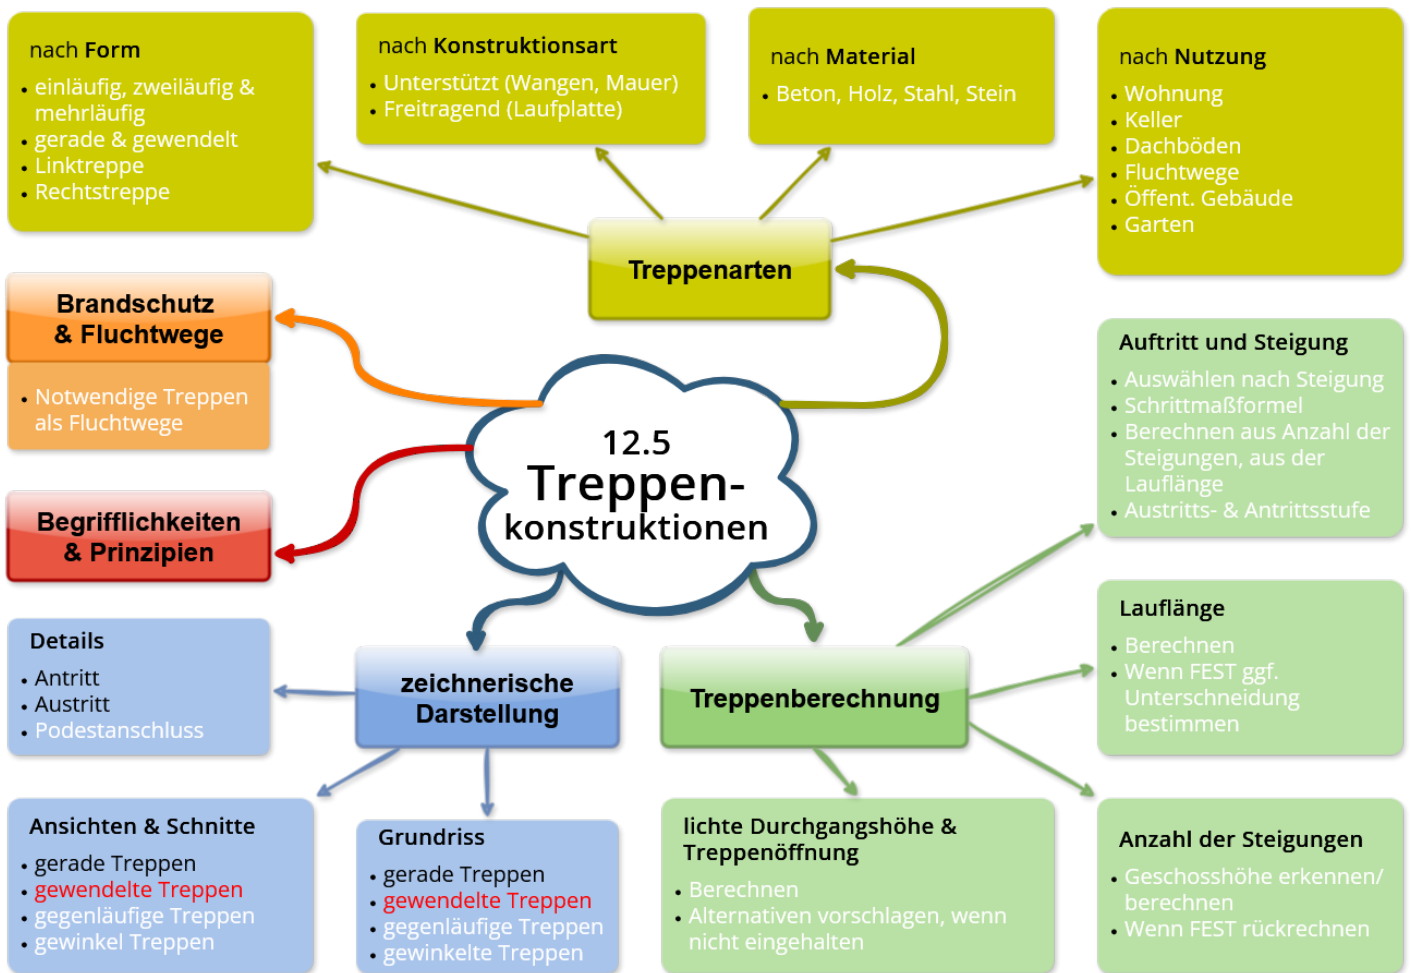 nach Form
einläufig, zweiläufig &
mehrläufig
gerade & gewendelt
Linktreppe
Rechtstreppe
nach Konstruktionsart
Unterstützt (Wangen, Mauer)
Freitragend (Laufplatte)
nach Material
Beton, Holz, Stahl, Stein
nach Nutzung
Wohnung
Keller
Dachböden
Fluchtwege
Öffent. Gebäude
Garten
Treppenarten
Brandschutz
& Fluchtwege
Notwendige Treppen
als Fluchtwege
Begrifflichkeiten
& Prinzipien
12.5
Treppen-
konstruktionen
Auftritt und Steigung
Auswählen nach Steigung
Schrittmaßformel
Berechnen aus Anzahl der
Steigungen, aus der
Lauflänge
Austritts- & Antrittsstufe
Lauflänge
Berechnen
Wenn FEST ggf.
Unterschneidung
bestimmen
Details
Antritt
Austritt
Podestanschluss
zeichnerische
Darstellung
Treppenberechnung
Ansichten & Schnitte
gerade Treppen
gewendelte Treppen
gegenläufige Treppen
gewinkel Treppen
Grundriss
gerade Treppen
gewendelte Treppen
gegenläufige Treppen
gewinkelte Treppen
lichte Durchgangshöhe &
Treppenöffnung
Berechnen
Alternativen vorschlagen, wenn
nicht eingehalten
Anzahl der Steigungen
Geschosshöhe erkennen/
berechnen
Wenn FEST rückrechnen